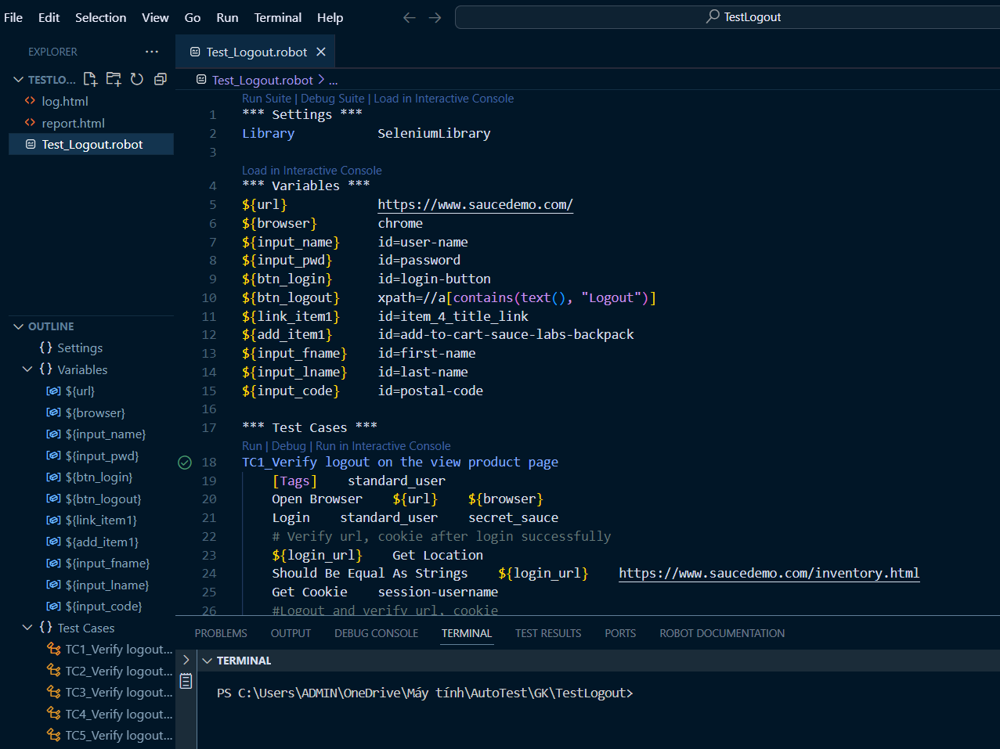 File Edit Selection View Go Run Terminal Help
TestLogout
EXPLORER ...
TESTLO...
log.html
report.html
Test_Logout.robot
OUTLINE
{} Settings
{} Variables
${url}
${browser}
${input_name}
${input_pwd}
${btn_login}
${btn_logout}
${link_item1}
${add_item1}
${input_fname}
${input_lname}
${input_code}
{} Test Cases
TC1_Verify logout...
TC2_Verify logout...
TC3_Verify logout...
TC4_Verify logout...
TC5_Verify logout...
Test_Logout.robot
Test_Logout.robot > ...
Run Suite | Debug Suite | Load in Interactive Console
1 *** Settings ***
2 Library SeleniumLibrary
3
Load in Interactive Console
4 *** Variables ***
5 ${url} https://www.saucedemo.com/
6 ${browser} chrome
7 ${input_name} id=user-name
8 ${input_pwd} id=password
9 ${btn_login} id=login-button
10 ${btn_logout} xpath=//a[contains(text(), "Logout")]
11 ${link_item1} id=item_4_title_link
12 ${add_item1} id=add-to-cart-sauce-labs-backpack
13 ${input_fname} id=first-name
14 ${input_lname} id=last-name
15 ${input_code} id=postal-code
16
17 *** Test Cases ***
Run | Debug | Run in Interactive Console
18 TC1_Verify logout on the view product page
19 [Tags] standard_user
20 Open Browser ${url} ${browser}
21 Login standard_user secret_sauce
22 # Verify url, cookie after login successfully
23 ${login_url} Get Location
24 Should Be Equal As Strings ${login_url} https://www.saucedemo.com/inventory.html
25 Get Cookie session-username
26 #Logout and verify url, cookie
PROBLEMS OUTPUT DEBUG CONSOLE TERMINAL TEST RESULTS PORTS ROBOT DOCUMENTATION
TERMINAL
PS C:\Users\ADMIN\OneDrive\Máy tính\AutoTest\GK\TestLogout>